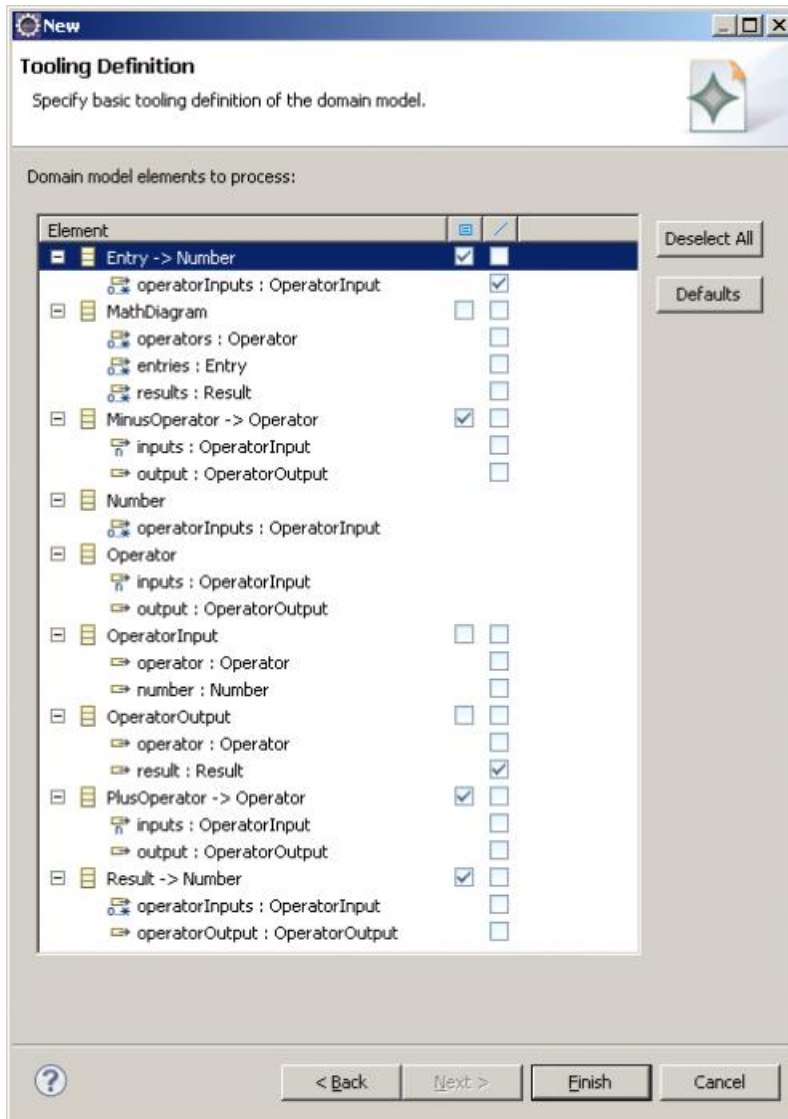 New
Tooling Definition
Specify basic tooling definition of the domain model.
Domain model elements to process:
Element
Deselect All
Entry -> Number
operatorInputs : OperatorInput
Defaults
MathDiagram
operators : Operator
entries : Entry
results : Result
MinusOperator -> Operator
inputs : OperatorInput
output : OperatorOutput
Number
operatorInputs : OperatorInput
Operator
inputs : OperatorInput
output : OperatorOutput
OperatorInput
operator : Operator
number : Number
OperatorOutput
operator : Operator
result : Result
PlusOperator -> Operator
inputs : OperatorInput
output : OperatorOutput
Result -> Number
operatorInputs : OperatorInput
operatorOutput : OperatorOutput
? < Back Next > Finish Cancel